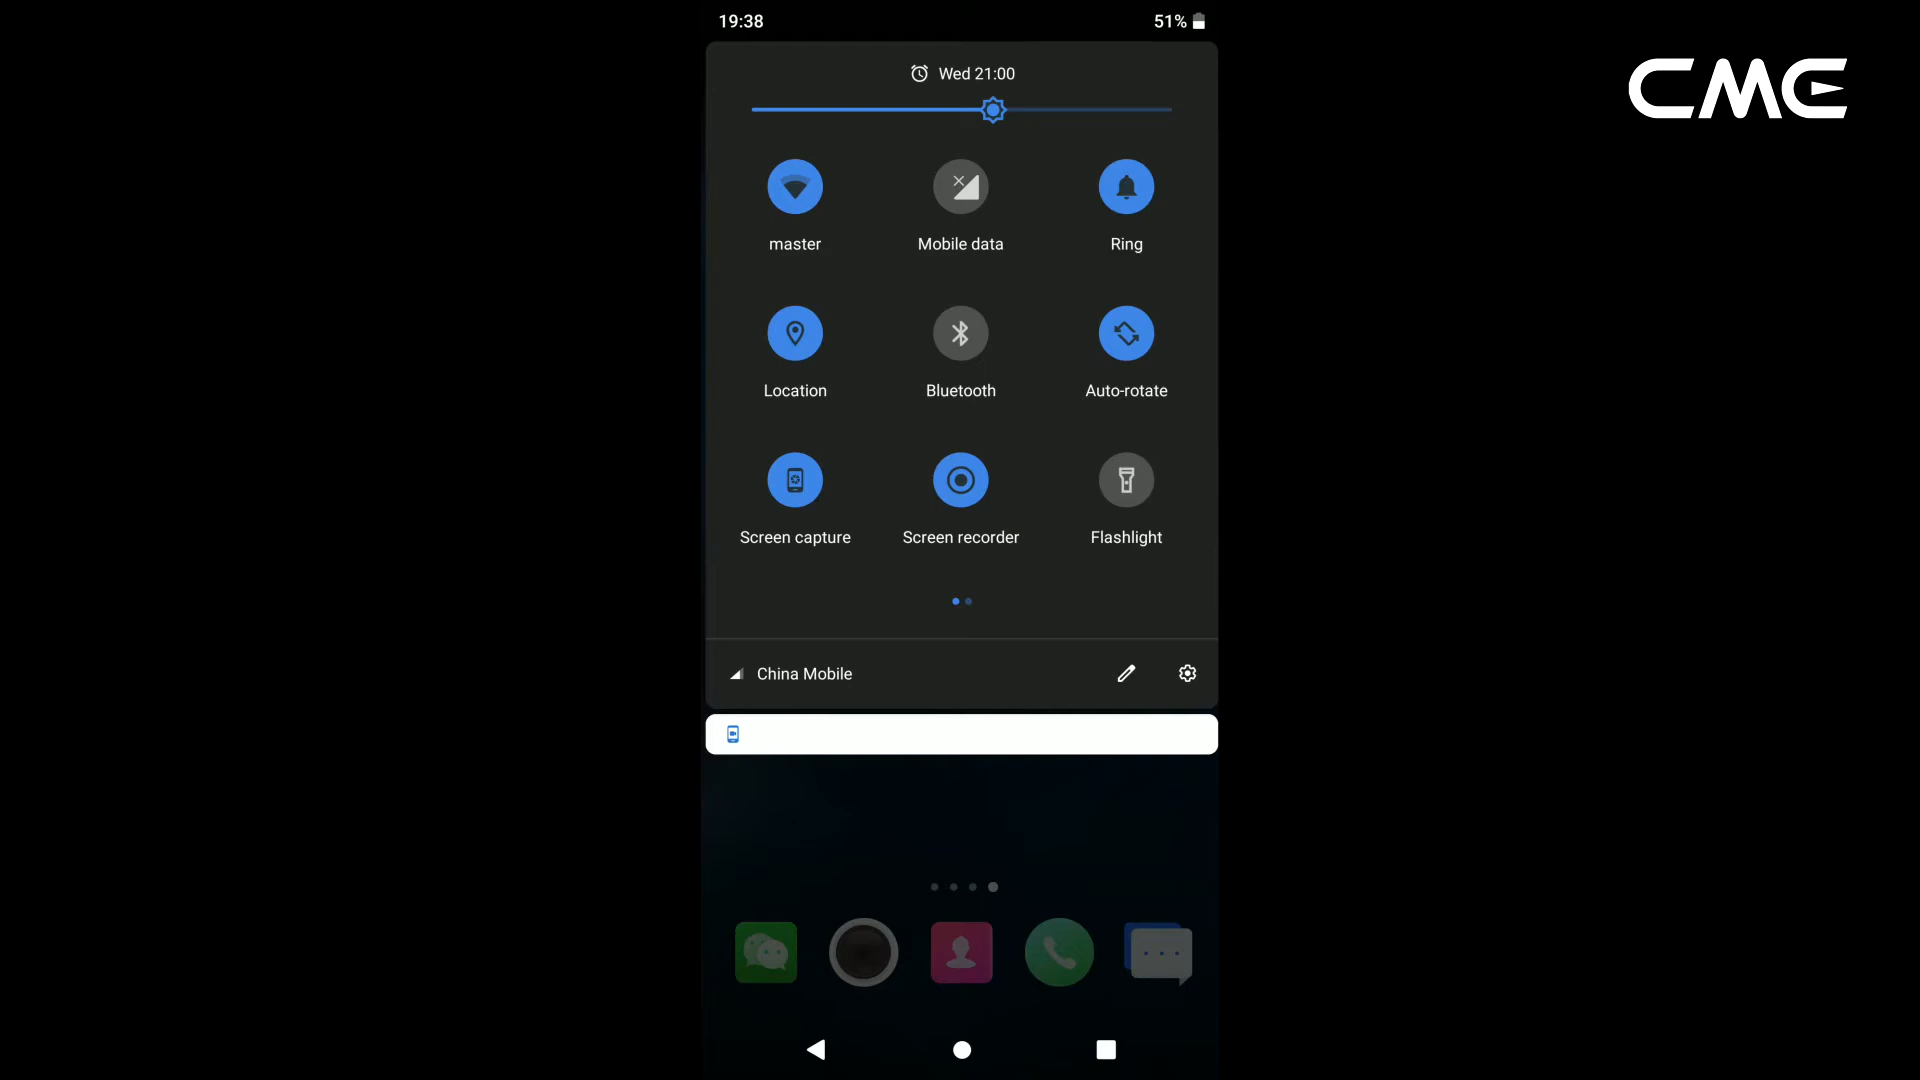 19:38
51%
CME
Wed 21:00
master
Mobile data
Ring
Location
Bluetooth
Auto-rotate
Screen capture
Screen recorder
Flashlight
China Mobile